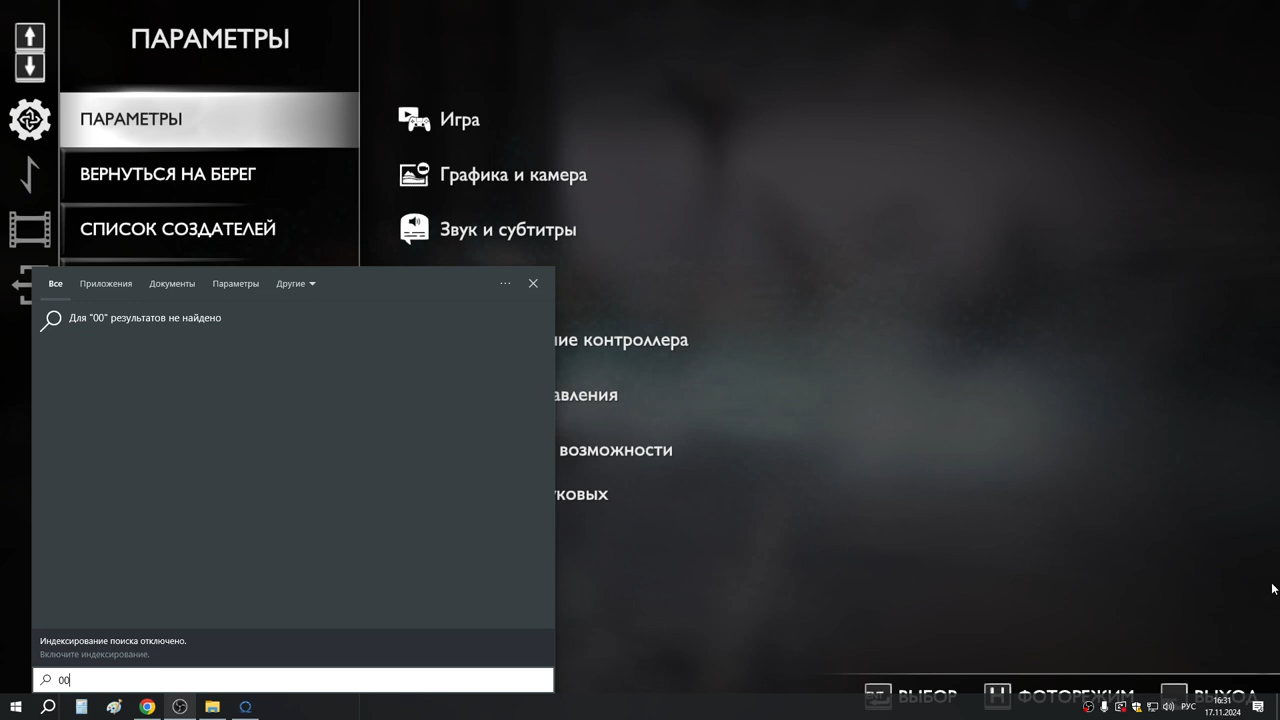 ПАРАМЕТРЫ
ПАРАМЕТРЫ
ВЕРНУТЬСЯ НА БЕРЕГ
СПИСОК СОЗДАТЕЛЕЙ
Игра
Графика и камера
Звук и субтитры
ние контроллера
авления
возможности
уковых
Все Приложения Документы Параметры Другие
Для "00" результатов не найдено
Индексирование поиска отключено.
Включите индексирование.
00
ВЫБОР H ФОТОРЕЖИМ ВЫХОД
РУС
16:31
17.11.2024